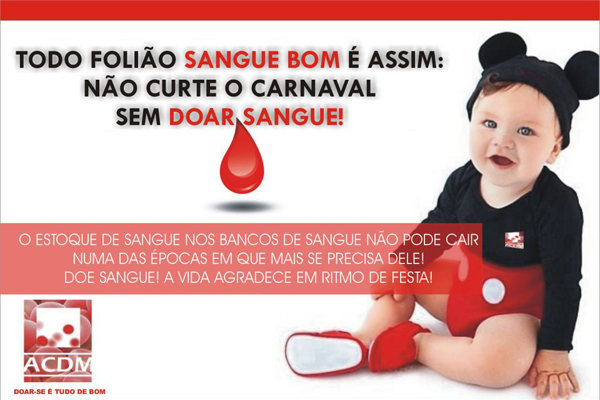 TODO FOLIÃO SANGUE BOM É ASSIM:
NÃO CURTE O CARNAVAL
SEM DOAR SANGUE!
O ESTOQUE DE SANGUE NOS BANCOS DE SANGUE NÃO PODE CAIR
NUMA DAS ÉPOCAS EM QUE MAIS SE PRECISA DELE!
DOE SANGUE! A VIDA AGRADECE EM RITMO DE FESTA!
ACDM
DOAR-SE É TUDO DE BOM